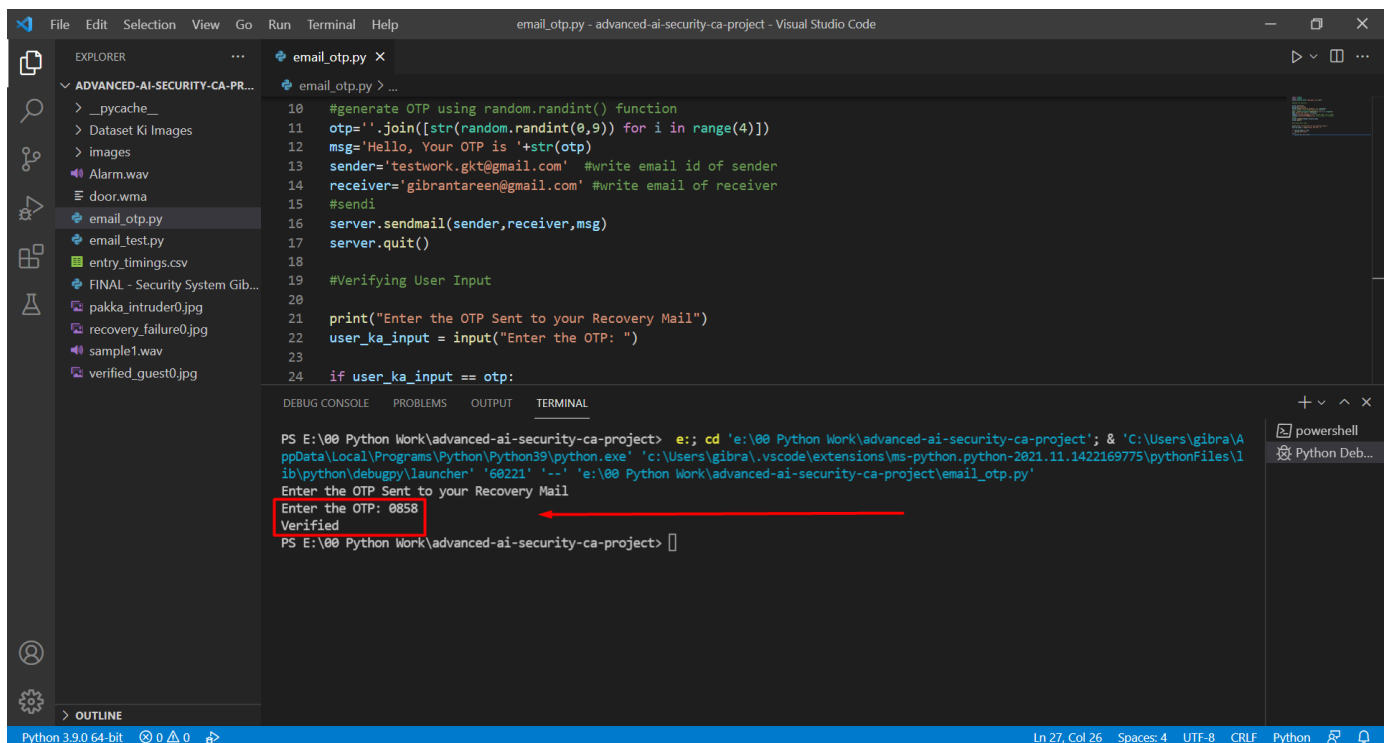 File Edit Selection View Go Run Terminal Help
email_otp.py - advanced-ai-security-ca-project - Visual Studio Code
EXPLORER
ADVANCED-AI-SECURITY-CA-PR...
__pycache__
Dataset Ki Images
images
Alarm.wav
door.wma
email_otp.py
email_test.py
entry_timings.csv
FINAL - Security System Gib...
pakka_intruder0.jpg
recovery_failure0.jpg
sample1.wav
verified_guest0.jpg
OUTLINE
email_otp.py
email_otp.py > ...
10 #generate OTP using random.randint() function
11 otp=''.join([str(random.randint(0,9)) for i in range(4)])
12 msg='Hello, Your OTP is '+str(otp)
13 sender='testwork.gkt@gmail.com' #write email id of sender
14 receiver='gibrantareen@gmail.com' #write email of receiver
15 #sendi
16 server.sendmail(sender,receiver,msg)
17 server.quit()
18
19 #Verifying User Input
20
21 print("Enter the OTP Sent to your Recovery Mail")
22 user_ka_input = input("Enter the OTP: ")
23
24 if user_ka_input == otp:
DEBUG CONSOLE PROBLEMS OUTPUT TERMINAL
PS E:\00 Python Work\advanced-ai-security-ca-project> e:; cd 'e:\00 Python Work\advanced-ai-security-ca-project'; & 'C:\Users\gibra\A
ppData\Local\Programs\Python\Python39\python.exe' 'c:\Users\gibra\.vscode\extensions\ms-python.python-2021.11.1422169775\pythonFiles\l
ib\python\debugpy\launcher' '60221' '--' 'e:\00 Python Work\advanced-ai-security-ca-project\email_otp.py'
Enter the OTP Sent to your Recovery Mail
Enter the OTP: 0858
Verified
PS E:\00 Python Work\advanced-ai-security-ca-project>
powershell
Python Deb...
Python 3.9.0 64-bit 0 0
Ln 27, Col 26 Spaces: 4 UTF-8 CRLF Python